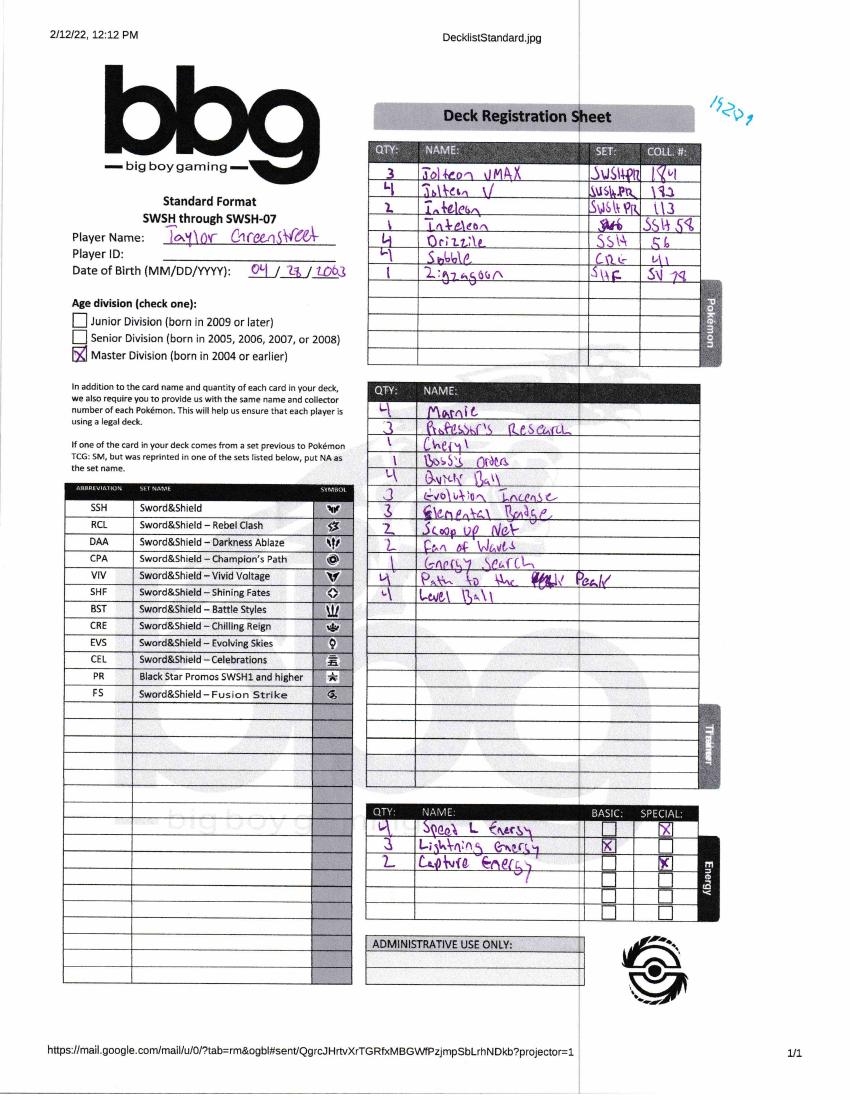 2/12/22, 12:12 PM
DecklistStandard.jpg
bbg
big boy gaming
Standard Format
SWSH through SWSH-07
Player Name: Taylor Greenstreet
Player ID:
Date of Birth (MM/DD/YYYY):
Age division (check one):
Junior Division (born in 2009 or later)
Senior Division (born in 2005, 2006, 2007, or 2008)
Master Division (born in 2004 or earlier)
In addition to the card name and quantity of each card in your deck,
we also require you to provide us with the same name and collector
number of each Pokémon. This will help us ensure that each player is
using a legal deck.
If one of the card in your deck comes from a set previous to Pokémon
TCG: SM, but was reprinted in one of the sets listed below, put NA as
the set name.
ABBREVIATION SET NAME SYMBOL
SSH Sword&Shield
RCL Sword&Shield – Rebel Clash
DAA Sword&Shield – Darkness Ablaze
CPA Sword&Shield – Champion's Path
VIV Sword&Shield – Vivid Voltage
SHF Sword&Shield – Shining Fates
BST Sword&Shield – Battle Styles
CRE Sword&Shield – Chilling Reign
EVS Sword&Shield – Evolving Skies
CEL Sword&Shield – Celebrations
PR Black Star Promos SWSH1 and higher
FS Sword&Shield – Fusion Strike
Deck Registration Sheet
QTY: NAME: SET: COLL. #:
3 Jolteon VMAX SWSHPR 184
4 Jolteon V SWSHPR 183
2 Inteleon SWSHPR 113
1 Inteleon SSH 58
4 Drizzile SSH 56
4 Sobble CRE 41
1 Zigzagoon SHF SV 78
Pokémon
QTY: NAME:
4 Marnie
3 Professor's Research
1 Cheryl
1 Boss's Orders
4 Quick Ball
3 Evolution Incense
3 Elemental Badge
2 Scoop Up Net
2 Fan of Waves
1 Energy Search
4 Path to the Peak
4 Level Ball
QTY: NAME: BASIC: SPECIAL:
4 Speed L Energy
3 Lightning Energy
2 Capture Energy
Energy
ADMINISTRATIVE USE ONLY:
https://mail.google.com/mail/u/0/?tab=rm&ogbl#sent/QgrcJHrtvXrTGRfxMBGWfPzjmpSbLrhNDkb?projector=1
1/1